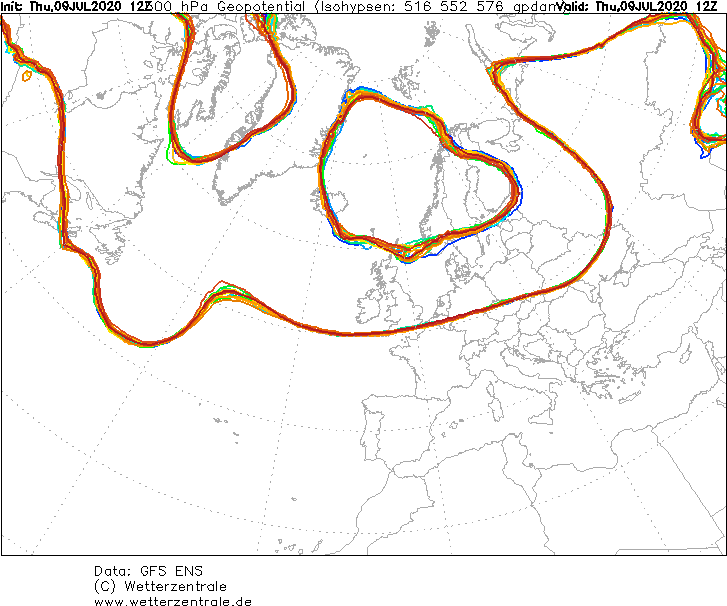 Init: Thu,09JUL2020 12Z 500 hPa Geopotential (Isohypsen: 516 552 576 gpdam) Valid: Thu,09JUL2020 12Z
Data: GFS ENS
(C) Wetterzentrale
www.wetterzentrale.de